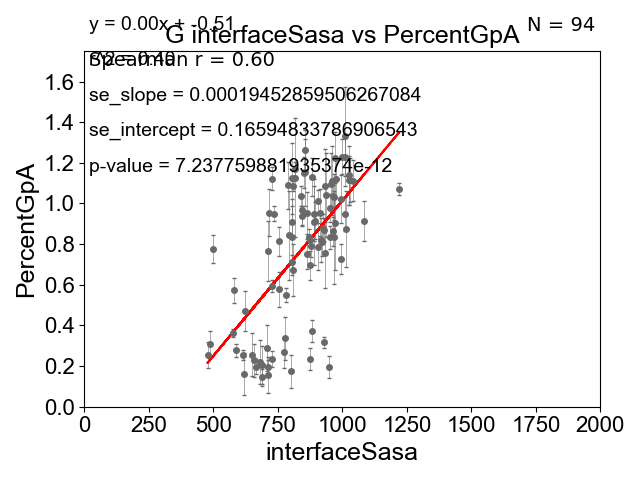 y = 0.00x + -0.51
G interfaceSasa vs PercentGpA
N = 94
Spearman r = 0.60
se_slope = 0.00019452859506267084
se_intercept = 0.16594833786906543
p-value = 7.237759881935374e-12
PercentGpA
1.6
1.4
1.2
1.0
0.8
0.6
0.4
0.2
0.0
0 250 500 750 1000 1250 1500 1750 2000
interfaceSasa